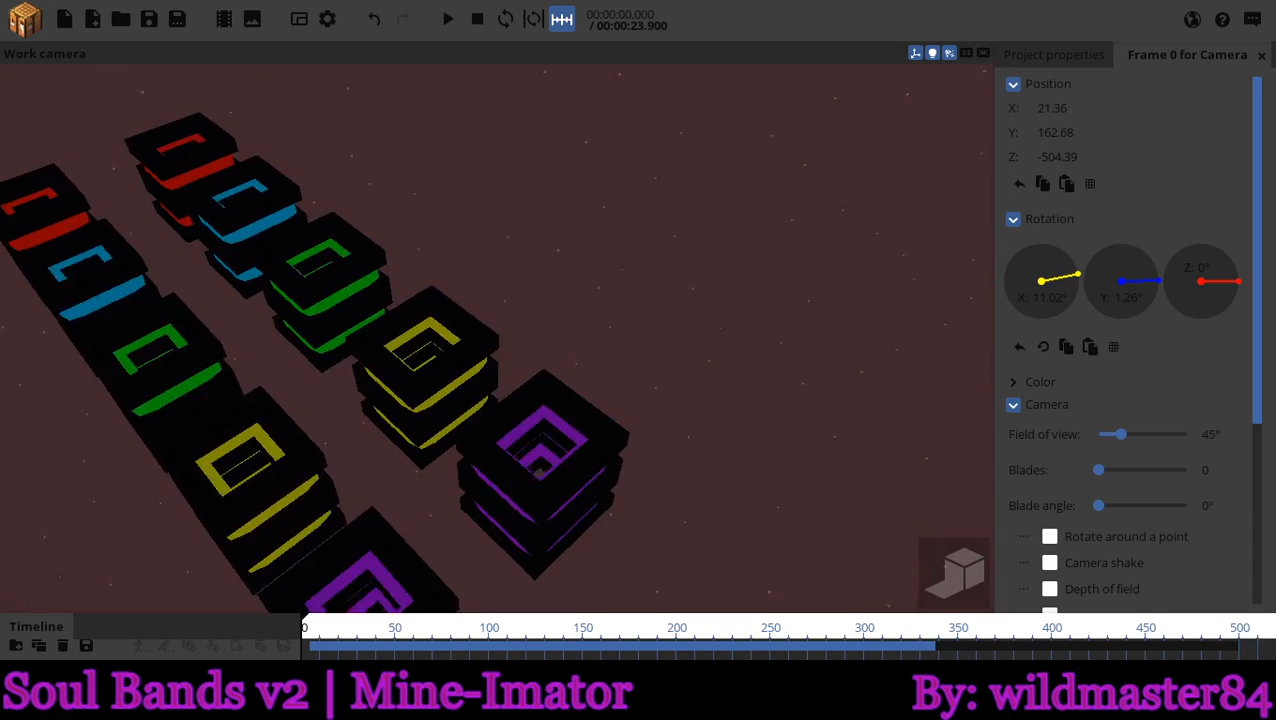 00:00:00.000
/ 00:00:23.900
Work camera
Project properties
Frame 0 for Camera
Position
X: 21.36
Y: 162.68
Z: -504.39
Rotation
X: 11.02°
Y: 1.26°
Z: 0°
Color
Camera
Field of view: 45°
Blades: 0
Blade angle: 0°
Rotate around a point
Camera shake
Depth of field
Timeline
0 50 100 150 200 250 300 350 400 450 500
Soul Bands v2 | Mine-Imator
By: wildmaster84